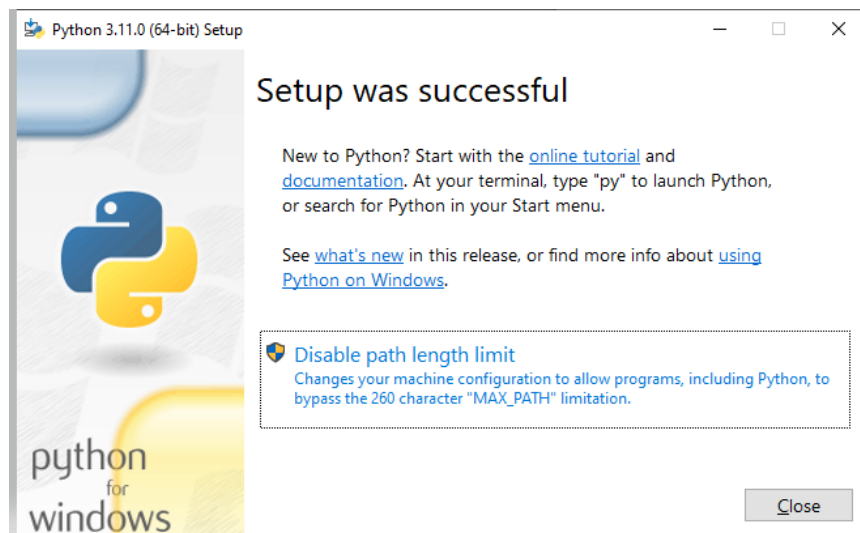 Python 3.11.0 (64-bit) Setup
Setup was successful
New to Python? Start with the online tutorial and
documentation. At your terminal, type "py" to launch Python,
or search for Python in your Start menu.
See what's new in this release, or find more info about using
Python on Windows.
Disable path length limit
Changes your machine configuration to allow programs, including Python, to
bypass the 260 character "MAX_PATH" limitation.
python
for
windows
Close